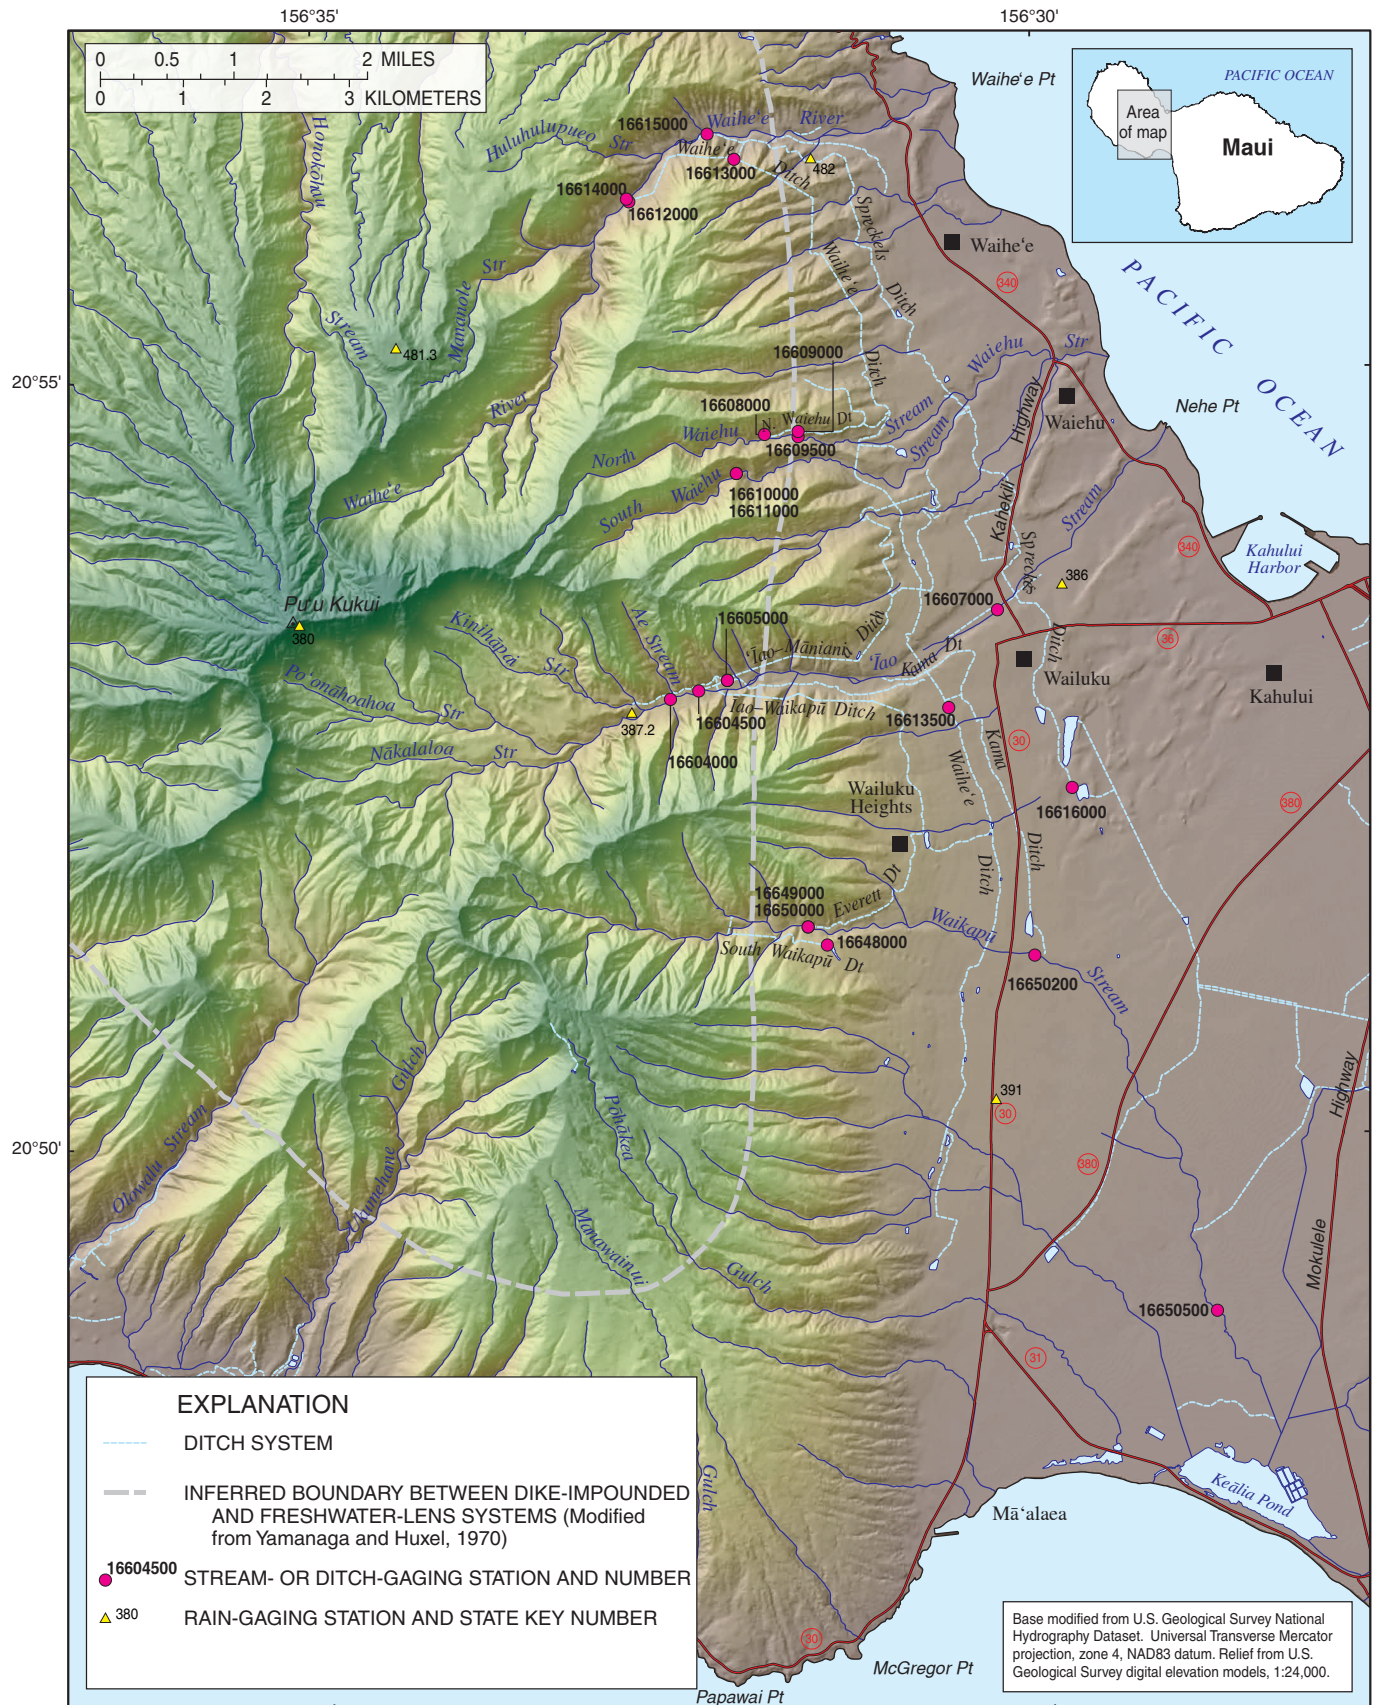 156°35'
156°30'
0 0.5 1 2 MILES
0 1 2 3 KILOMETERS
Waihe‘e Pt
PACIFIC OCEAN
Area
of map
Maui
Honokōhau
Stream
Huluhulupueo Str
16615000
Waihe‘e River
Waihe‘e
Ditch
16613000
482
16614000
16612000
Spreckels
Ditch
Waihe‘e
Ditch
Waihe‘e
340
PACIFIC OCEAN
Mananole Str
481.3
20°55'
16609000
Waiehu Str
16608000
N. Waiehu Dt
Highway
Waiehu
Nehe Pt
North Waiehu Stream
16609500
Waihe‘e River
South Waiehu Stream
16610000
16611000
Kahekili
Stream
340
Kahului
Harbor
Spreckels
Ditch
386
Pu‘u Kukui
380
16607000
Kinihāpai Str
Ae Stream
16605000
‘Īao–Māniani Ditch
‘Īao
Kama Dt
36
Wailuku
Kahului
Po‘onāhoahoa Str
Iao–Waikapū Ditch
387.2
16604500
16613500
Nākalaloa Str
16604000
30
Kama
Ditch
Waihe‘e
Ditch
Wailuku
Heights
16616000
380
16649000
16650000
Everett Dt
Waikapū
Stream
South Waikapū Dt
16648000
16650200
Gulch
391
30
Highway
Pōhākea
Olowalu Stream
20°50'
380
Ukumehane
Manawainui
Gulch
Mokulele
16650500
31
EXPLANATION
DITCH SYSTEM
INFERRED BOUNDARY BETWEEN DIKE-IMPOUNDED
AND FRESHWATER-LENS SYSTEMS (Modified
from Yamanaga and Huxel, 1970)
16604500
STREAM- OR DITCH-GAGING STATION AND NUMBER
380
RAIN-GAGING STATION AND STATE KEY NUMBER
Gulch
Keālia Pond
Mā‘alaea
30
McGregor Pt
Papawai Pt
Base modified from U.S. Geological Survey National
Hydrography Dataset. Universal Transverse Mercator
projection, zone 4, NAD83 datum. Relief from U.S.
Geological Survey digital elevation models, 1:24,000.